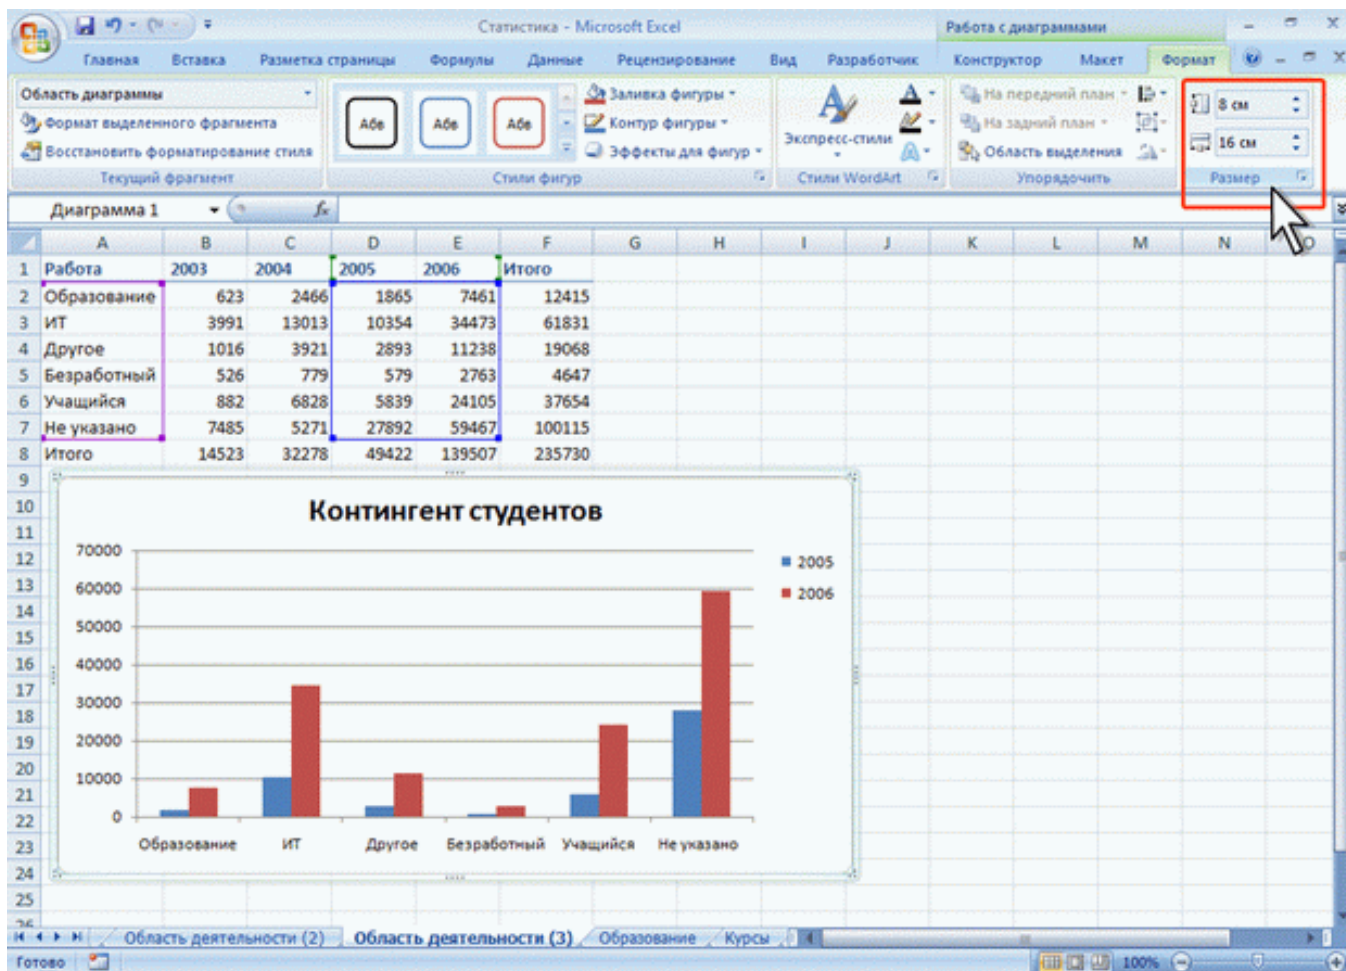 Статистика - Microsoft Excel
Работа с диаграммами
Главная Вставка Разметка страницы Формулы Данные Рецензирование Вид Разработчик Конструктор Макет Формат
Область диаграммы
Формат выделенного фрагмента
Восстановить форматирование стиля
Текущий фрагмент
Абв Абв Абв
Заливка фигуры
Контур фигуры
Эффекты для фигур
Стили фигур
Экспресс-стили
Стили WordArt
На передний план
На задний план
Область выделения
Упорядочить
8 см
16 см
Размер
Диаграмма 1 fx
A B C D E F G H I J K L M N O
1 Работа 2003 2004 2005 2006 Итого
2 Образование 623 2466 1865 7461 12415
3 ИТ 3991 13013 10354 34473 61831
4 Другое 1016 3921 2893 11238 19068
5 Безработный 526 779 579 2763 4647
6 Учащийся 882 6828 5839 24105 37654
7 Не указано 7485 5271 27892 59467 100115
8 Итого 14523 32278 49422 139507 235730
9
10
11
12
13
14
15
16
17
18
19
20
21
22
23
24
25
26
Контингент студентов
70000
60000
50000
40000
30000
20000
10000
0
2005
2006
Образование ИТ Другое Безработный Учащийся Не указано
Область деятельности (2) Область деятельности (3) Образование Курсы
Готово 100%